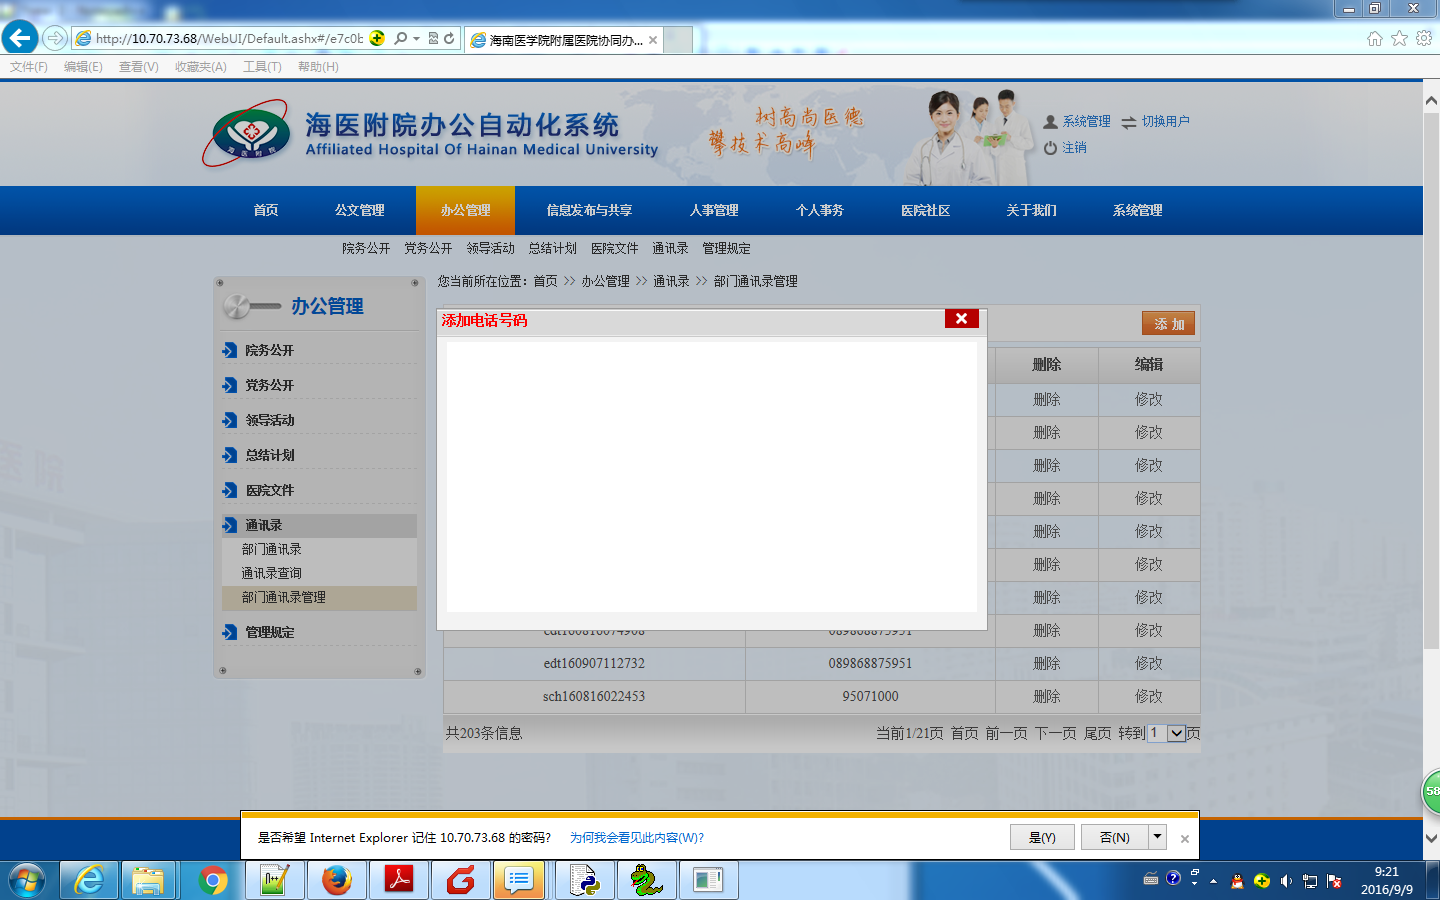 http://10.70.73.68/WebUI/Default.ashx#/e7c0b
海南医学院附属医院协同办...
文件(F) 编辑(E) 查看(V) 收藏夹(A) 工具(T) 帮助(H)
海医附院办公自动化系统
Affiliated Hospital Of Hainan Medical University
海医附院
树高尚医德
攀技术高峰
系统管理 切换用户
注销
首页 公文管理 办公管理 信息发布与共享 人事管理 个人事务 医院社区 关于我们 系统管理
院务公开 党务公开 领导活动 总结计划 医院文件 通讯录 管理规定
您当前所在位置：首页 >> 办公管理 >> 通讯录 >> 部门通讯录管理
办公管理
院务公开
党务公开
领导活动
总结计划
医院文件
通讯录
部门通讯录
通讯录查询
部门通讯录管理
管理规定
添加电话号码
添 加
删除 编辑
删除 修改
删除 修改
删除 修改
删除 修改
删除 修改
删除 修改
删除 修改
删除 修改
edt160907112732 089868875951 删除 修改
sch160816022453 95071000 删除 修改
共203条信息 当前1/21页 首页 前一页 下一页 尾页 转到 1 页
58
是否希望 Internet Explorer 记住 10.70.73.68 的密码? 为何我会看见此内容(W)? 是(Y) 否(N)
9:21
2016/9/9